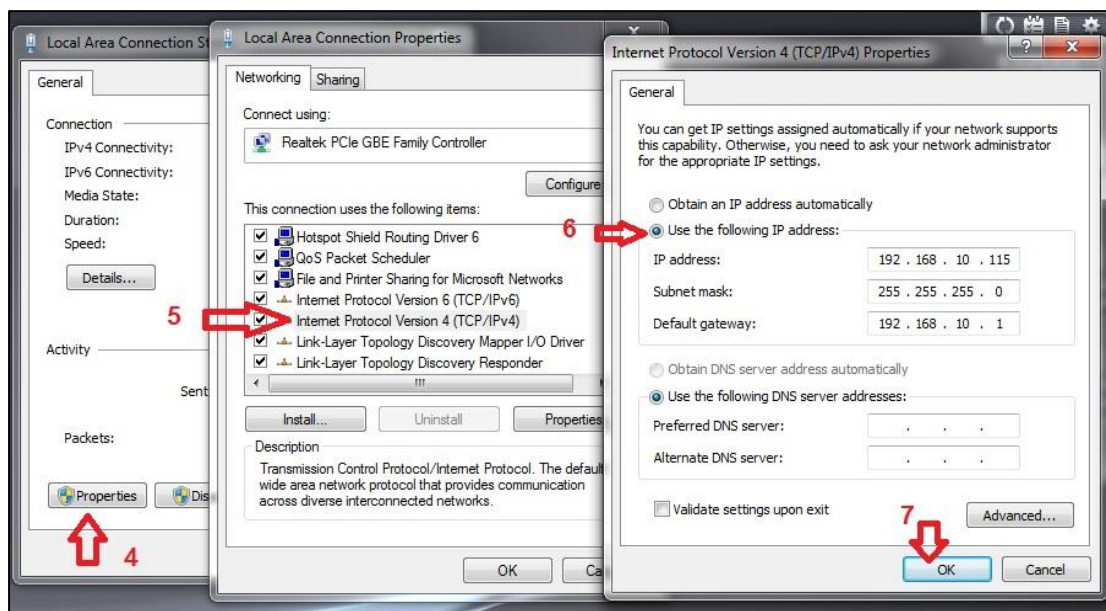 Local Area Connection St
General
Connection
IPv4 Connectivity:
IPv6 Connectivity:
Media State:
Duration:
Speed:
Details...
Activity
Sent
Packets:
Properties
Dis
4
Local Area Connection Properties
Networking
Sharing
Connect using:
Realtek PCIe GBE Family Controller
Configure
This connection uses the following items:
Hotspot Shield Routing Driver 6
QoS Packet Scheduler
File and Printer Sharing for Microsoft Networks
Internet Protocol Version 6 (TCP/IPv6)
5
Internet Protocol Version 4 (TCP/IPv4)
Link-Layer Topology Discovery Mapper I/O Driver
Link-Layer Topology Discovery Responder
Install...
Uninstall
Properties
Description
Transmission Control Protocol/Internet Protocol. The default
wide area network protocol that provides communication
across diverse interconnected networks.
OK
Ca
Internet Protocol Version 4 (TCP/IPv4) Properties
General
You can get IP settings assigned automatically if your network supports
this capability. Otherwise, you need to ask your network administrator
for the appropriate IP settings.
Obtain an IP address automatically
6
Use the following IP address:
IP address: 192 . 168 . 10 . 115
Subnet mask: 255 . 255 . 255 . 0
Default gateway: 192 . 168 . 10 . 1
Obtain DNS server address automatically
Use the following DNS server addresses:
Preferred DNS server: . . .
Alternate DNS server: . . .
Validate settings upon exit
7
Advanced...
OK
Cancel